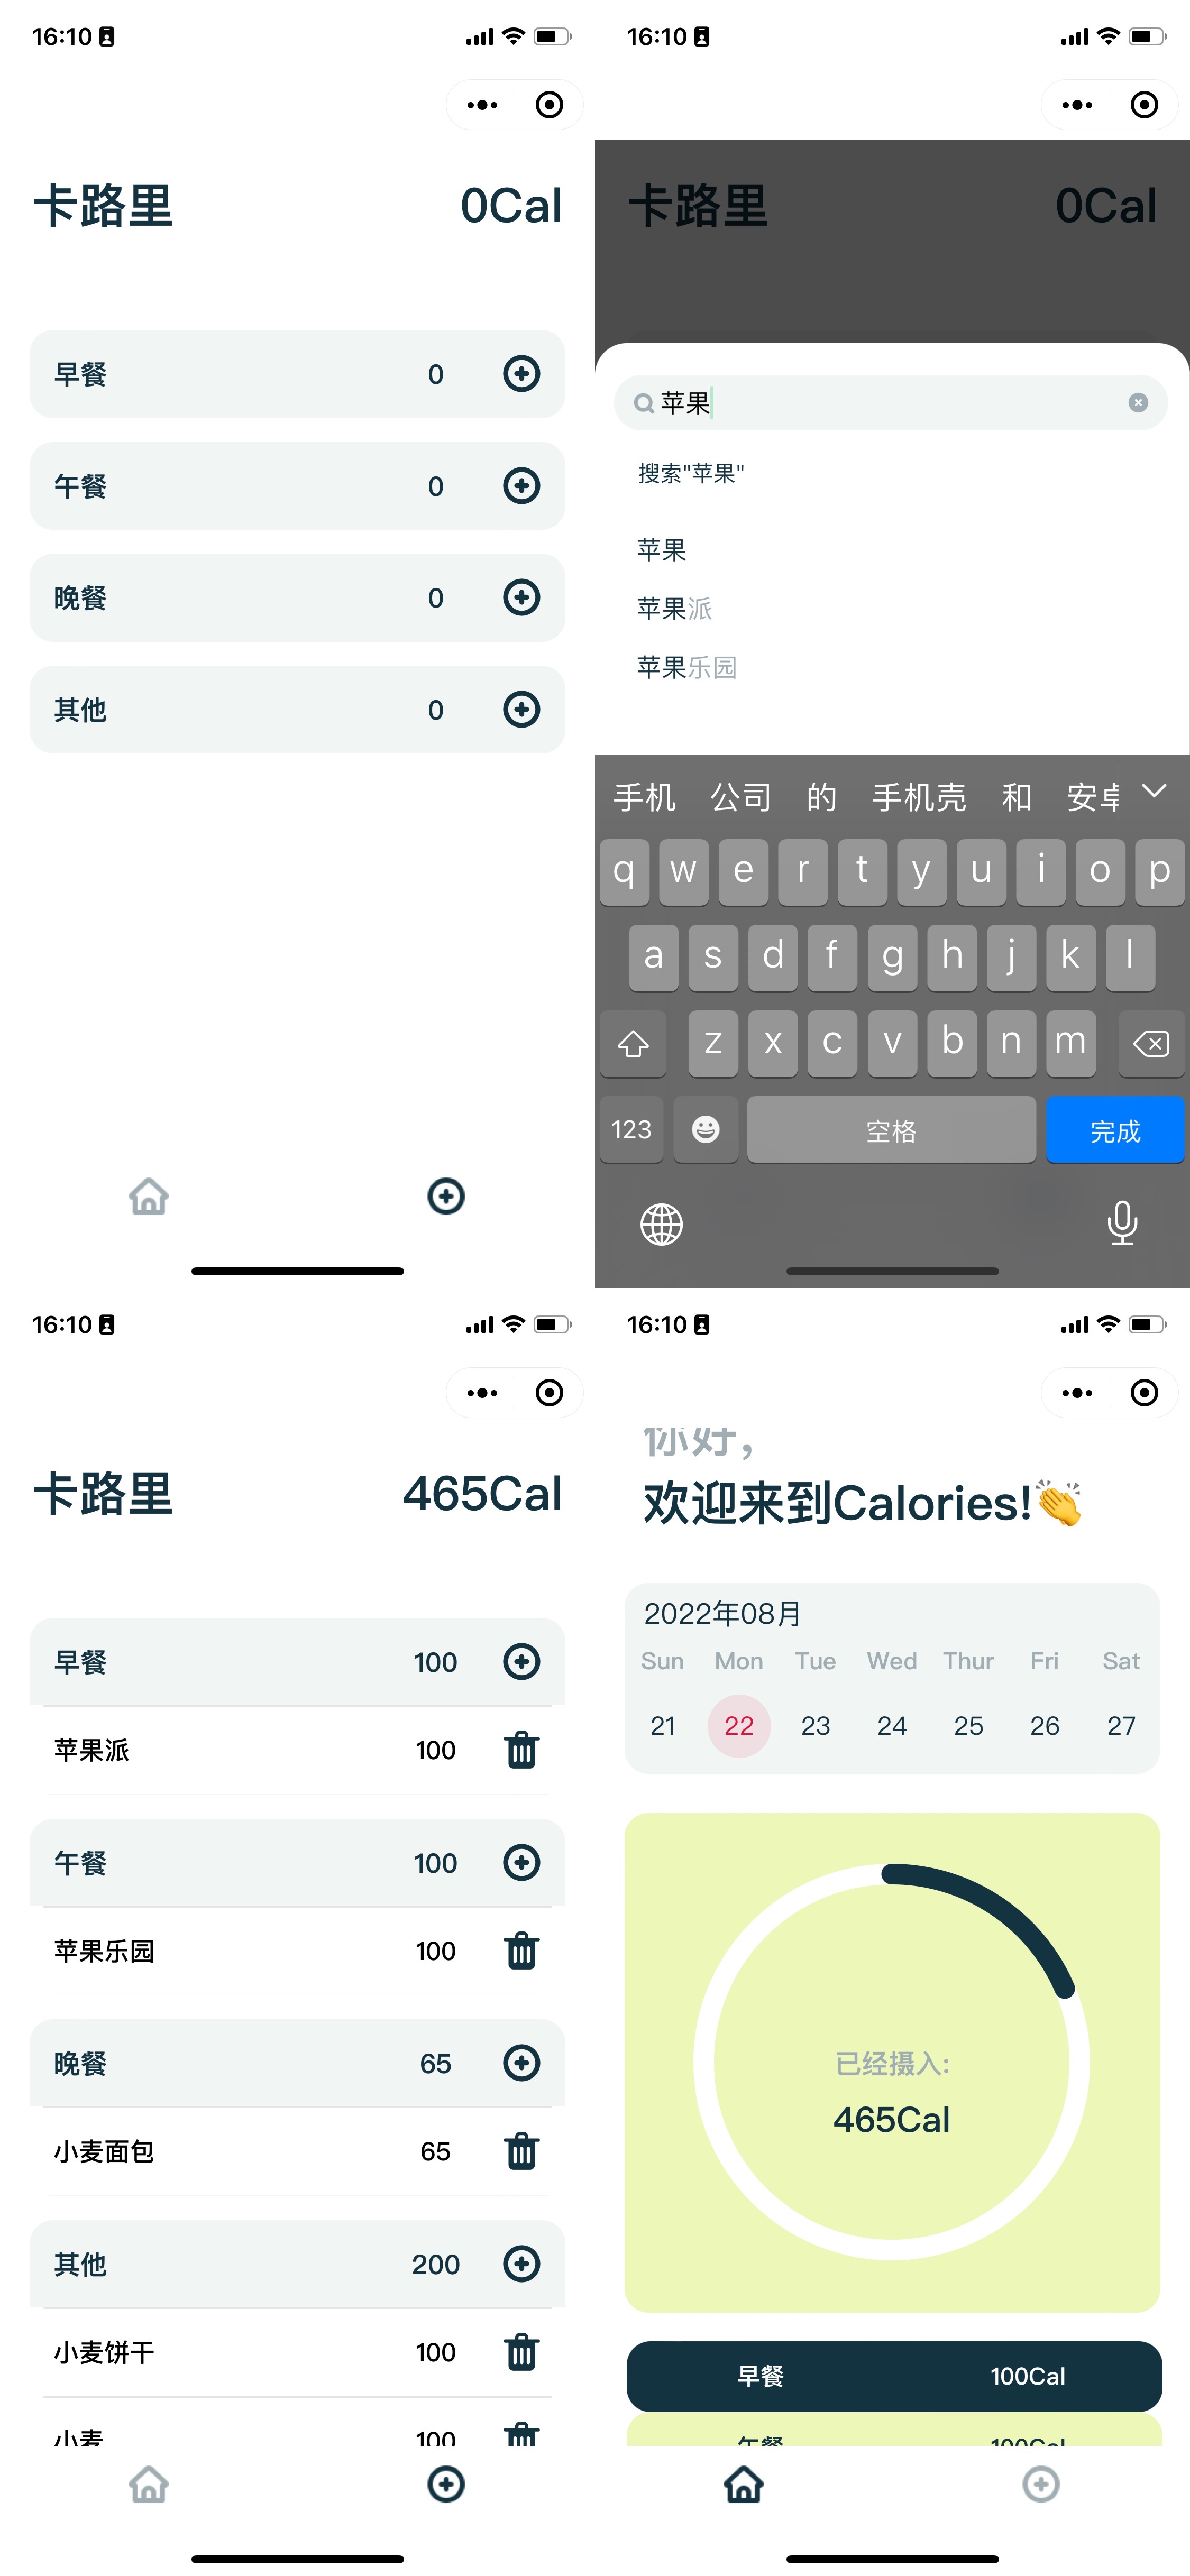 16:10
卡路里 0Cal
早餐 0
午餐 0
晚餐 0
其他 0
16:10
卡路里 0Cal
苹果
搜索"苹果"
苹果
苹果派
苹果乐园
手机 公司 的 手机壳 和 安卓
q w e r t y u i o p
a s d f g h j k l
z x c v b n m
123 空格 完成
16:10
卡路里 465Cal
早餐 100
苹果派 100
午餐 100
苹果乐园 100
晚餐 65
小麦面包 65
其他 200
小麦饼干 100
小麦 100
16:10
你好，
欢迎来到Calories!👏
2022年08月
Sun Mon Tue Wed Thur Fri Sat
21 22 23 24 25 26 27
已经摄入:
465Cal
早餐 100Cal
午餐 100Cal